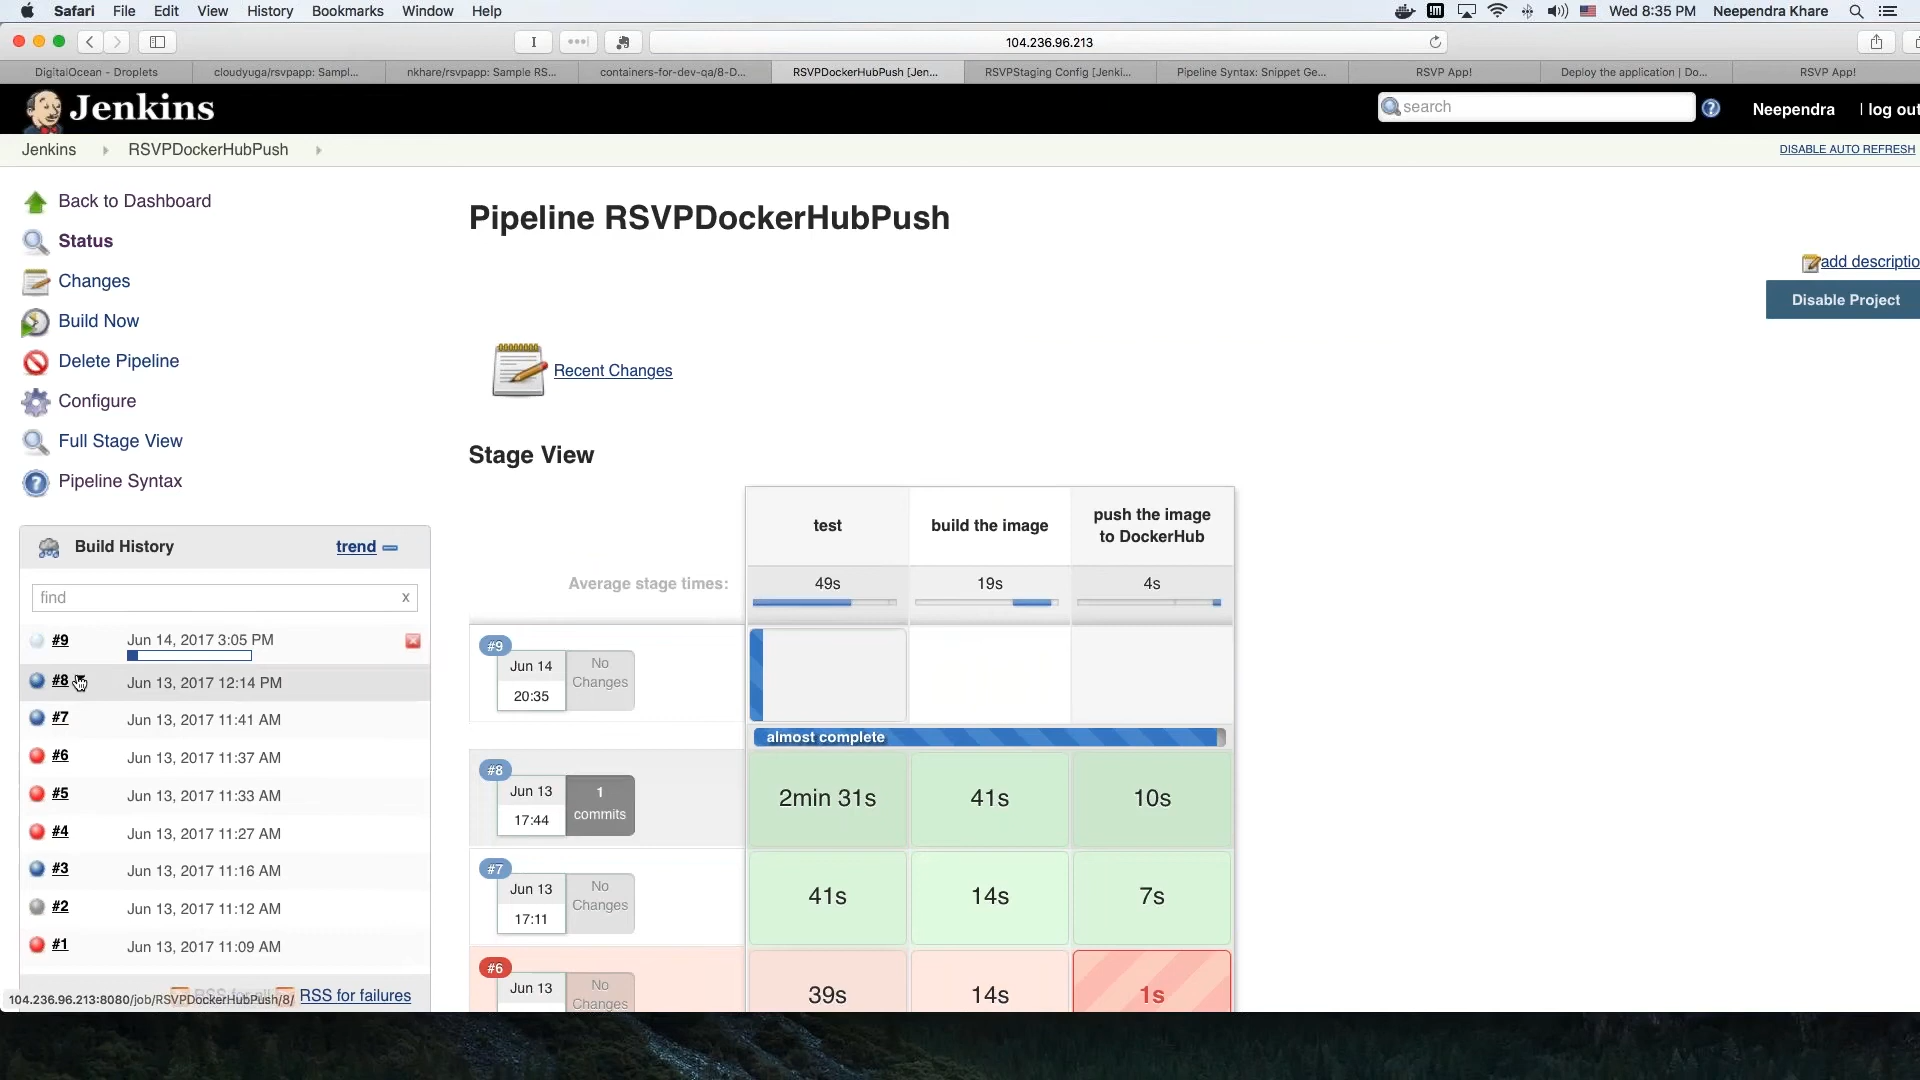 Safari File Edit View History Bookmarks Window Help Wed 8:35 PM Neependra Khare
104.236.96.213
DigitalOcean - Droplets cloudyuga/rsvpapp: Sampl... nkhare/rsvpapp: Sample RS... containers-for-dev-qa/8-D... RSVPDockerHubPush [Jen... RSVPStaging Config [Jenki... Pipeline Syntax: Snippet Ge... RSVP App! Deploy the application | Do... RSVP App!
Jenkins search Neependra | log out
Jenkins RSVPDockerHubPush DISABLE AUTO REFRESH
Back to Dashboard
Status
Changes
Build Now
Delete Pipeline
Configure
Full Stage View
Pipeline Syntax
Pipeline RSVPDockerHubPush
add descriptio
Disable Project
Recent Changes
Stage View
Build History trend
find x
#9 Jun 14, 2017 3:05 PM
#8 Jun 13, 2017 12:14 PM
#7 Jun 13, 2017 11:41 AM
#6 Jun 13, 2017 11:37 AM
#5 Jun 13, 2017 11:33 AM
#4 Jun 13, 2017 11:27 AM
#3 Jun 13, 2017 11:16 AM
#2 Jun 13, 2017 11:12 AM
#1 Jun 13, 2017 11:09 AM
RSS for failures
104.236.96.213:8080/job/RSVPDockerHubPush/8/
test build the image push the image
to DockerHub
Average stage times: 49s 19s 4s
#9
Jun 14 No
Changes
20:35
almost complete
#8
Jun 13 1
commits
17:44
2min 31s 41s 10s
#7
Jun 13 No
Changes
17:11
41s 14s 7s
#6
Jun 13 No
Changes
39s 14s 1s